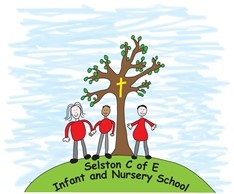 Selston C of E
Infant and Nursery School